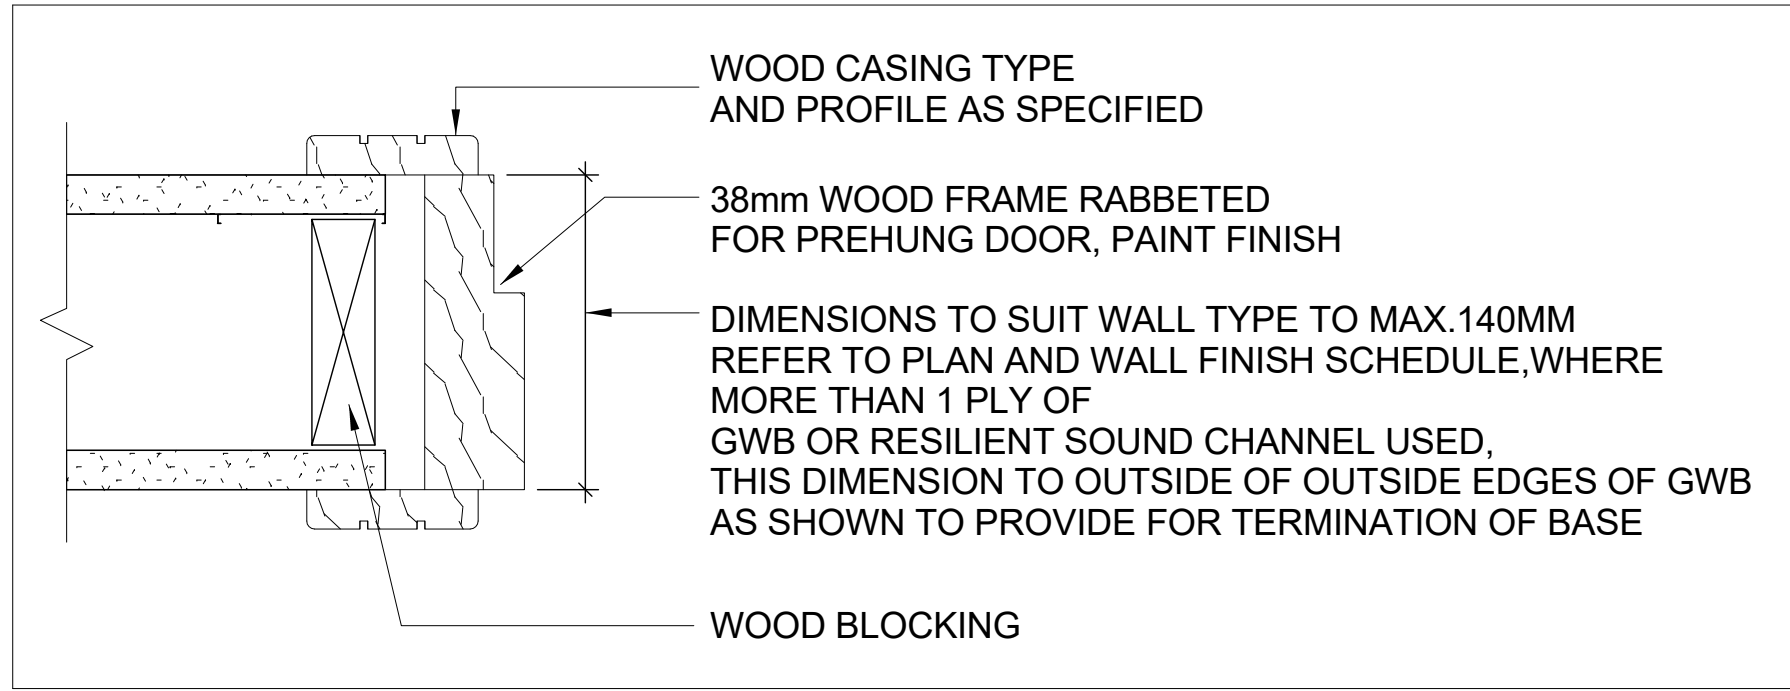 WOOD CASING TYPE
AND PROFILE AS SPECIFIED
38mm WOOD FRAME RABBETED
FOR PREHUNG DOOR, PAINT FINISH
DIMENSIONS TO SUIT WALL TYPE TO MAX.140MM
REFER TO PLAN AND WALL FINISH SCHEDULE,WHERE
MORE THAN 1 PLY OF
GWB OR RESILIENT SOUND CHANNEL USED,
THIS DIMENSION TO OUTSIDE OF OUTSIDE EDGES OF GWB
AS SHOWN TO PROVIDE FOR TERMINATION OF BASE
WOOD BLOCKING